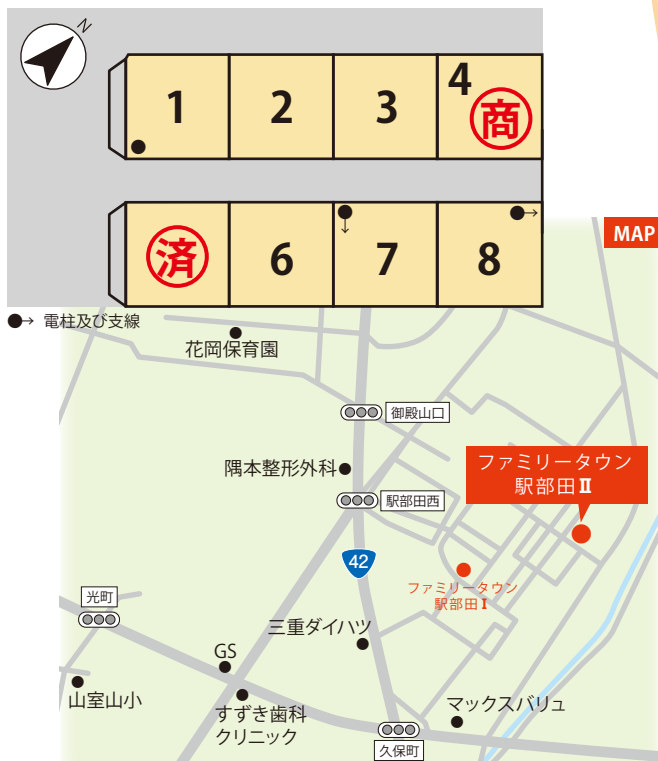 N
1
2
3
4
商
済
6
7
8
MAP
電柱及び支線
花岡保育園
御殿山口
隅本整形外科
駅部田西
ファミリータウン
駅部田Ⅱ
42
ファミリータウン
駅部田Ⅰ
光町
三重ダイハツ
GS
山室山小
すずき歯科
クリニック
マックスバリュ
久保町